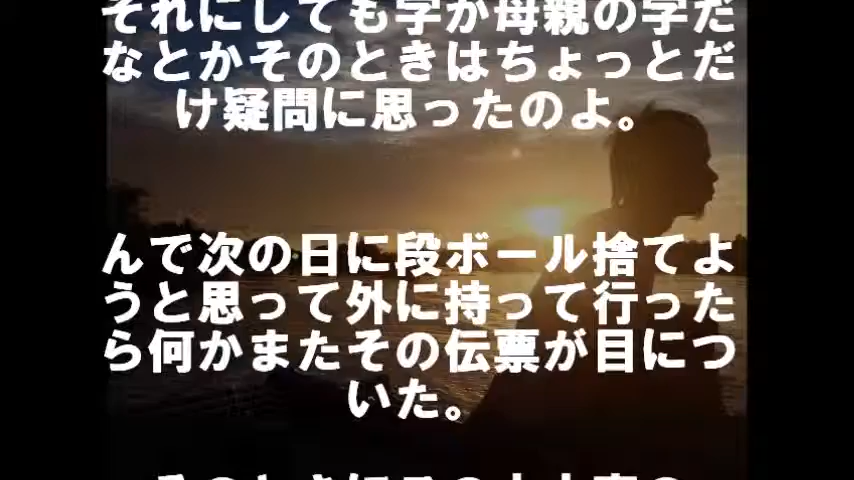 それにしても字が母親の字だ
なとかそのときはちょっとだ
け疑問に思ったのよ。
んで次の日に段ボール捨てよ
うと思って外に持って行った
ら何かまたその伝票が目につ
いた。